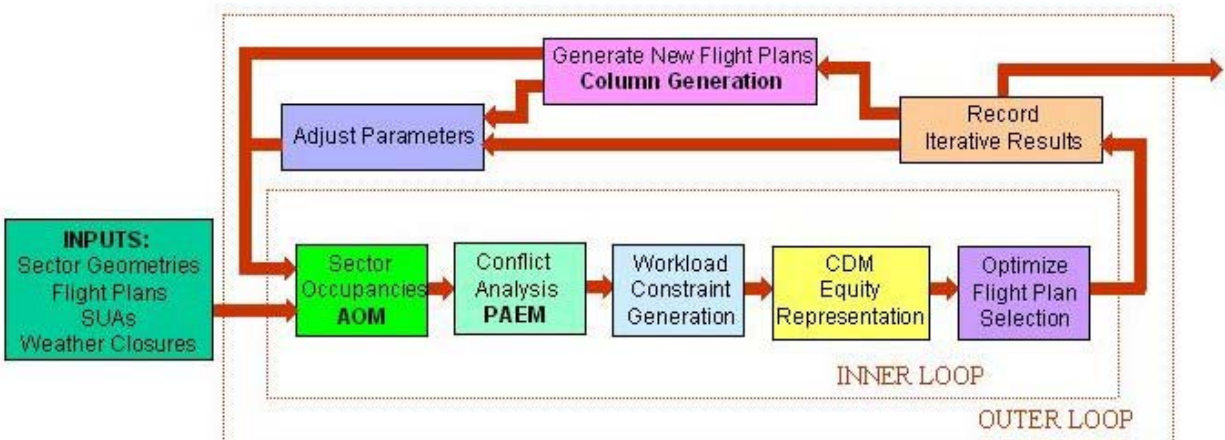 Generate New Flight Plans
Column Generation
Adjust Parameters
Record
Iterative Results
INPUTS:
Sector Geometries
Flight Plans
SUAs
Weather Closures
Sector
Occupancies
AOM
Conflict
Analysis
PAEM
Workload
Constraint
Generation
CDM
Equity
Representation
Optimize
Flight Plan
Selection
INNER LOOP
OUTER LOOP